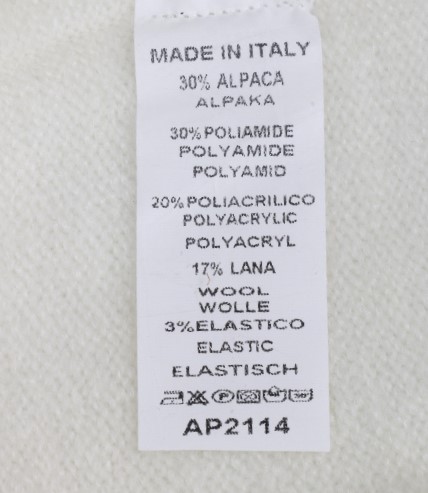 MADE IN ITALY
30% ALPACA
ALPAKA
30% POLIAMIDE
POLYAMIDE
POLYAMID
20% POLIACRILICO
POLYACRYLIC
POLYACRYL
17% LANA
WOOL
WOLLE
3% ELASTICO
ELASTIC
ELASTISCH
AP2114